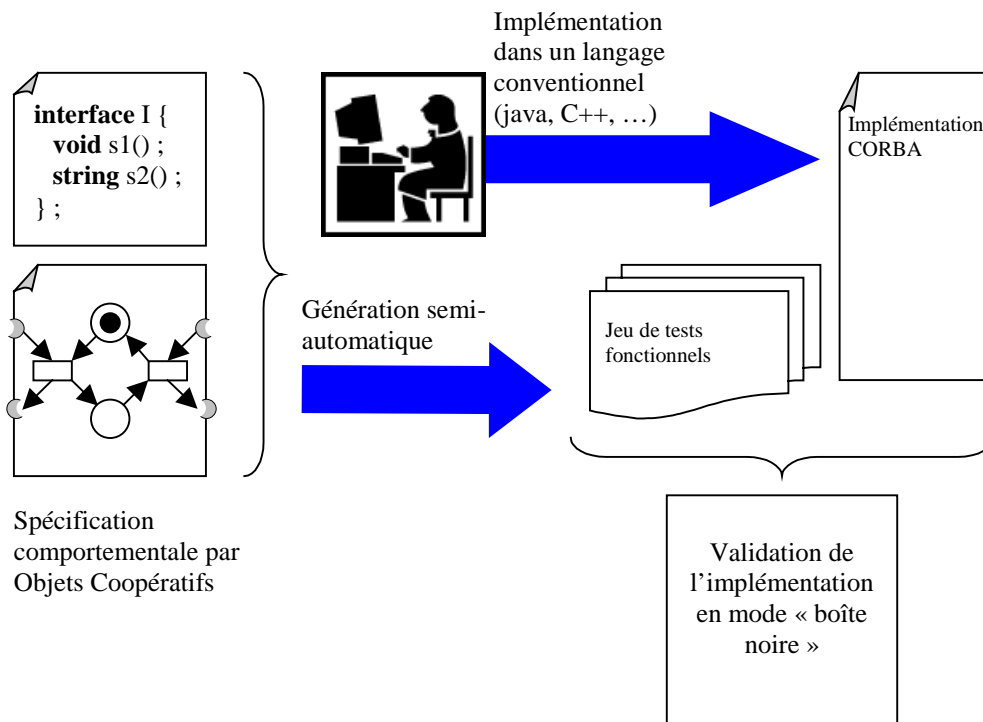 interface I {
void s1() ;
string s2() ;
} ;
Implémentation
dans un langage
conventionnel
(java, C++, …)
Implémentation
CORBA
Génération semi-
automatique
Jeu de tests
fonctionnels
Spécification
comportementale par
Objets Coopératifs
Validation de
l’implémentation
en mode « boîte
noire »